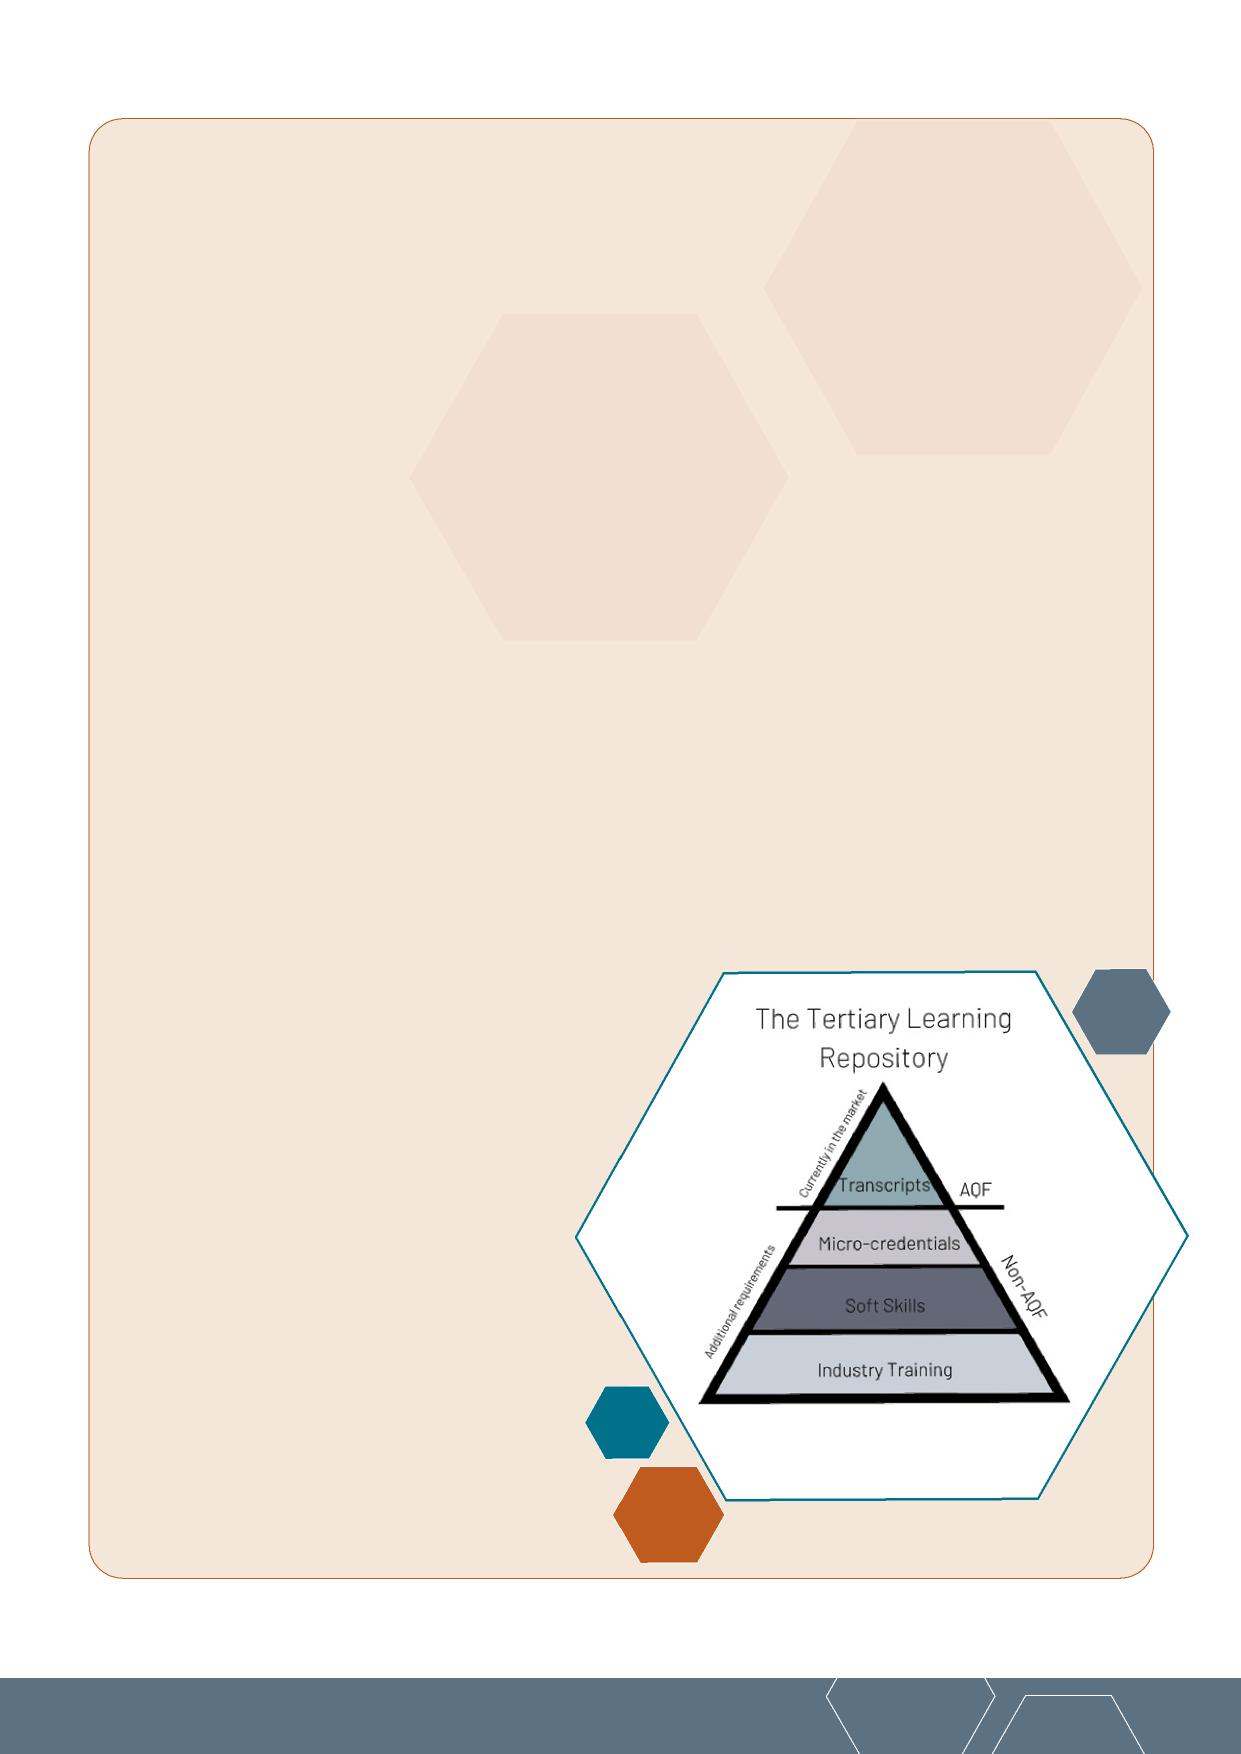 The Tertiary Learning
Repository
Currently in the market
Transcripts
AQF
Micro-credentials
Additional requirements
Non-AQF
Soft Skills
Industry Training